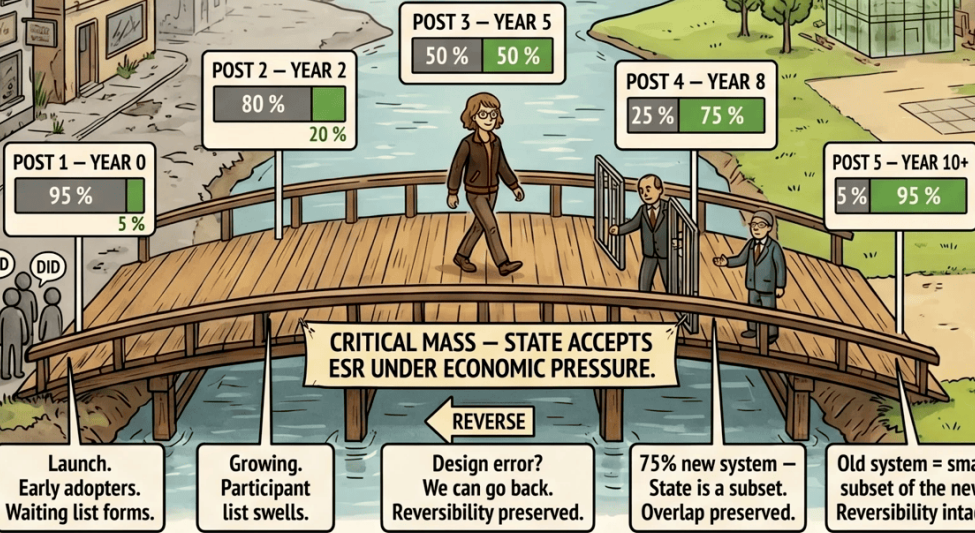 POST 1 — YEAR 0
95 %
5 %
POST 2 — YEAR 2
80 %
20 %
POST 3 — YEAR 5
50 %
50 %
POST 4 — YEAR 8
25 %
75 %
POST 5 — YEAR 10+
5 %
95 %
DID
CRITICAL MASS — STATE ACCEPTS
ESR UNDER ECONOMIC PRESSURE.
REVERSE
Launch.
Early adopters.
Waiting list forms.
Growing.
Participant
list swells.
Design error?
We can go back.
Reversibility preserved.
75% new system —
State is a subset.
Overlap preserved.
Old system =
subset of the
Reversibility